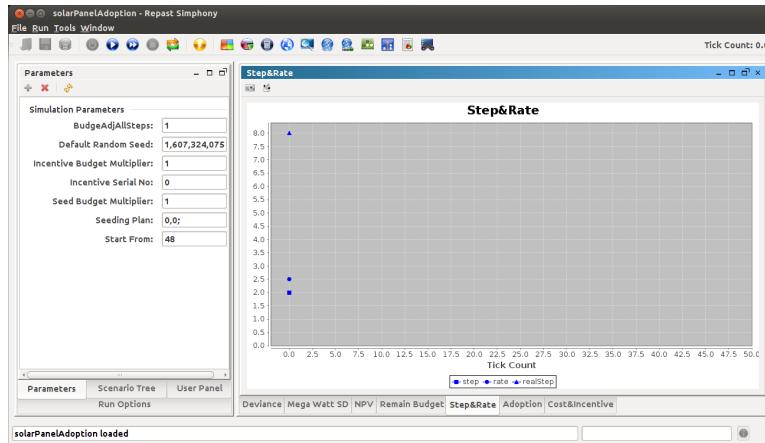 solarPanelAdoption - Repast Simphony
File Run Tools Window
Tick Count: 0.
Parameters
Simulation Parameters
BudgeAdjAllSteps: 1
Default Random Seed: 1,607,324,075
Incentive Budget Multiplier: 1
Incentive Serial No: 0
Seed Budget Multiplier: 1
Seeding Plan: 0,0;
Start From: 48
Parameters Scenario Tree User Panel
Run Options
Step&Rate
Step&Rate
8.0
7.5
7.0
6.5
6.0
5.5
5.0
4.5
4.0
3.5
3.0
2.5
2.0
1.5
1.0
0.5
0.0
0.0 2.5 5.0 7.5 10.0 12.5 15.0 17.5 20.0 22.5 25.0 27.5 30.0 32.5 35.0 37.5 40.0 42.5 45.0 47.5 50.0
Tick Count
step rate realStep
Deviance Mega Watt SD NPV Remain Budget Step&Rate Adoption Cost&Incentive
solarPanelAdoption loaded